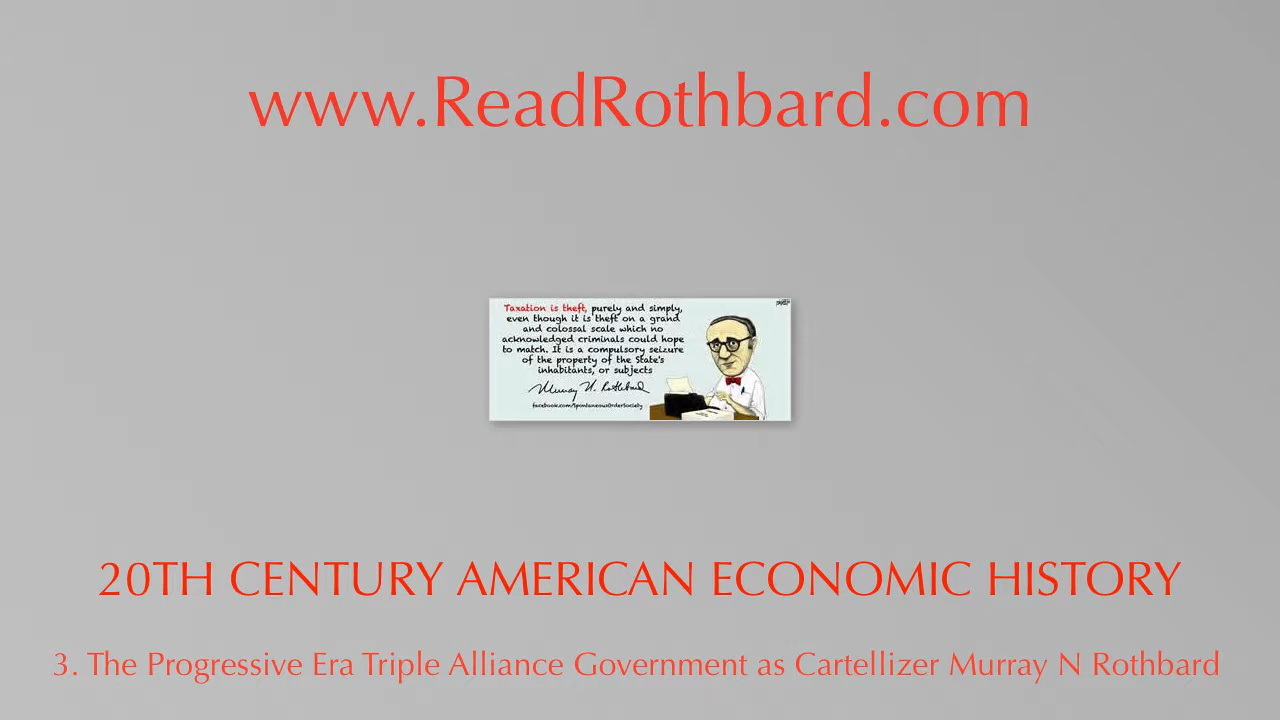 www.ReadRothbard.com
Taxation is theft, purely and simply,
even though it is theft on a grand
and colossal scale which no
acknowledged criminals could hope
to match. It is a compulsory seizure
of the property of the State's
inhabitants, or subjects
Murray N. Rothbard
facebook.com/SpontaneousOrderSociety
20TH CENTURY AMERICAN ECONOMIC HISTORY
3. The Progressive Era Triple Alliance Government as Cartellizer Murray N Rothbard